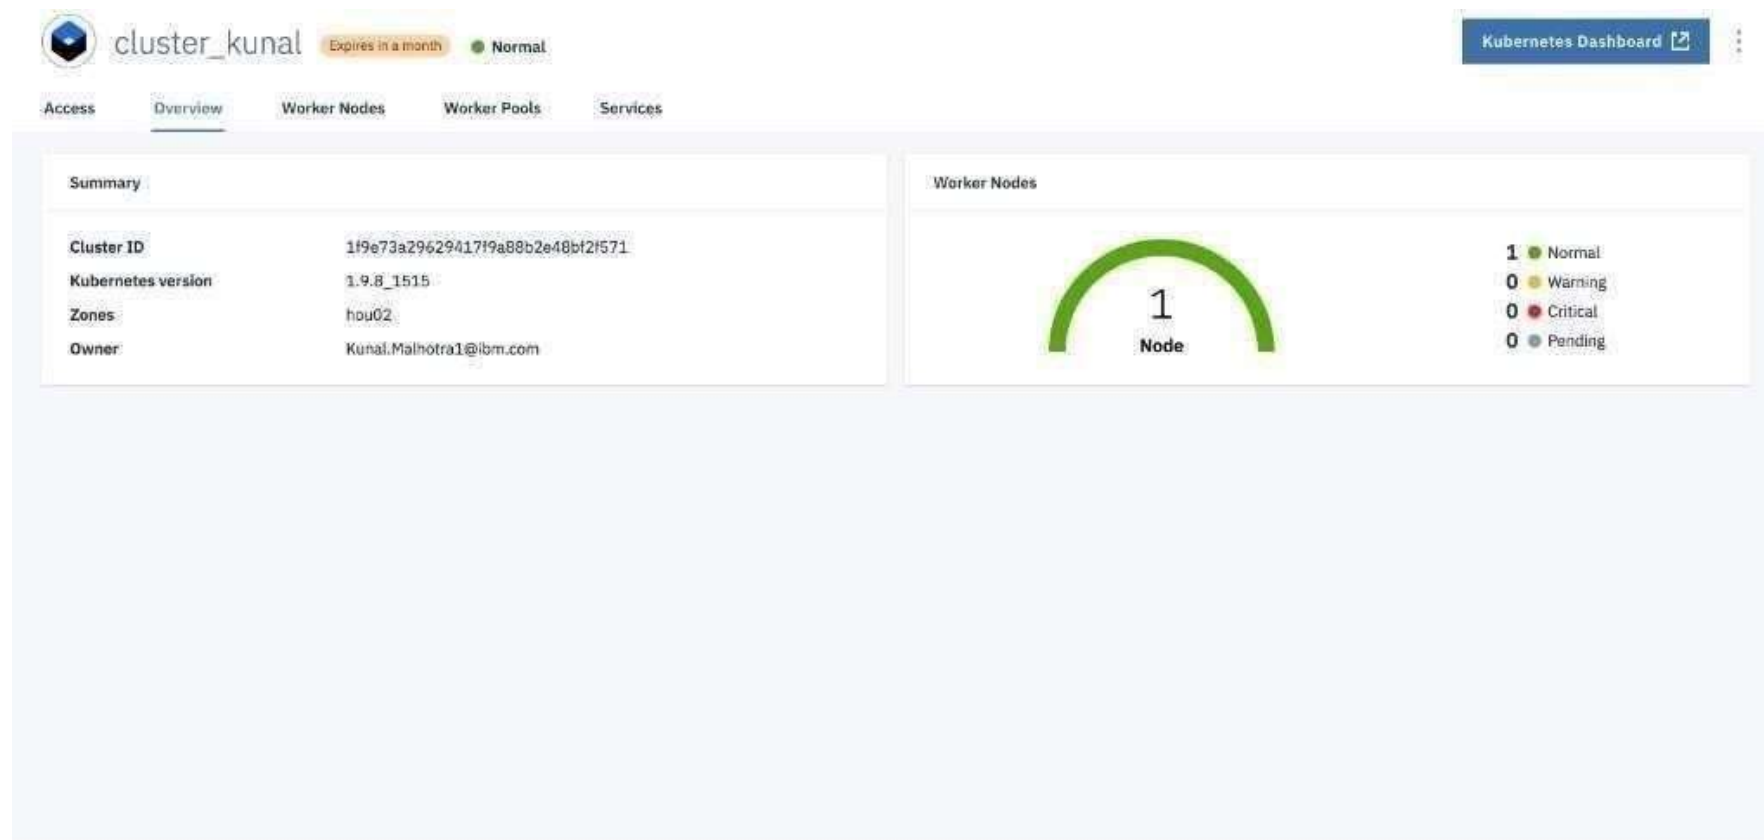 cluster_kunal Expires in a month Normal Kubernetes Dashboard
Access Overview Worker Nodes Worker Pools Services
Summary
Cluster ID 1f9e73a29629417f9a88b2e48bf2f571
Kubernetes version 1.9.8_1515
Zones hou02
Owner Kunal.Malhotra1@ibm.com
Worker Nodes
1
Node
1 Normal
0 Warning
0 Critical
0 Pending